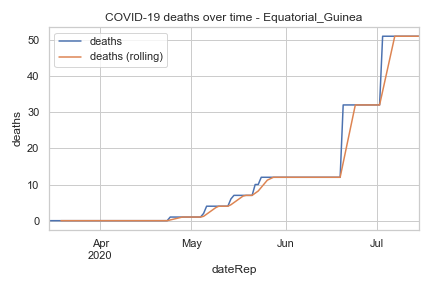 COVID-19 deaths over time - Equatorial_Guinea
deaths
deaths (rolling)
50
40
30
20
10
0
deaths
Apr
2020
May
Jun
Jul
dateRep